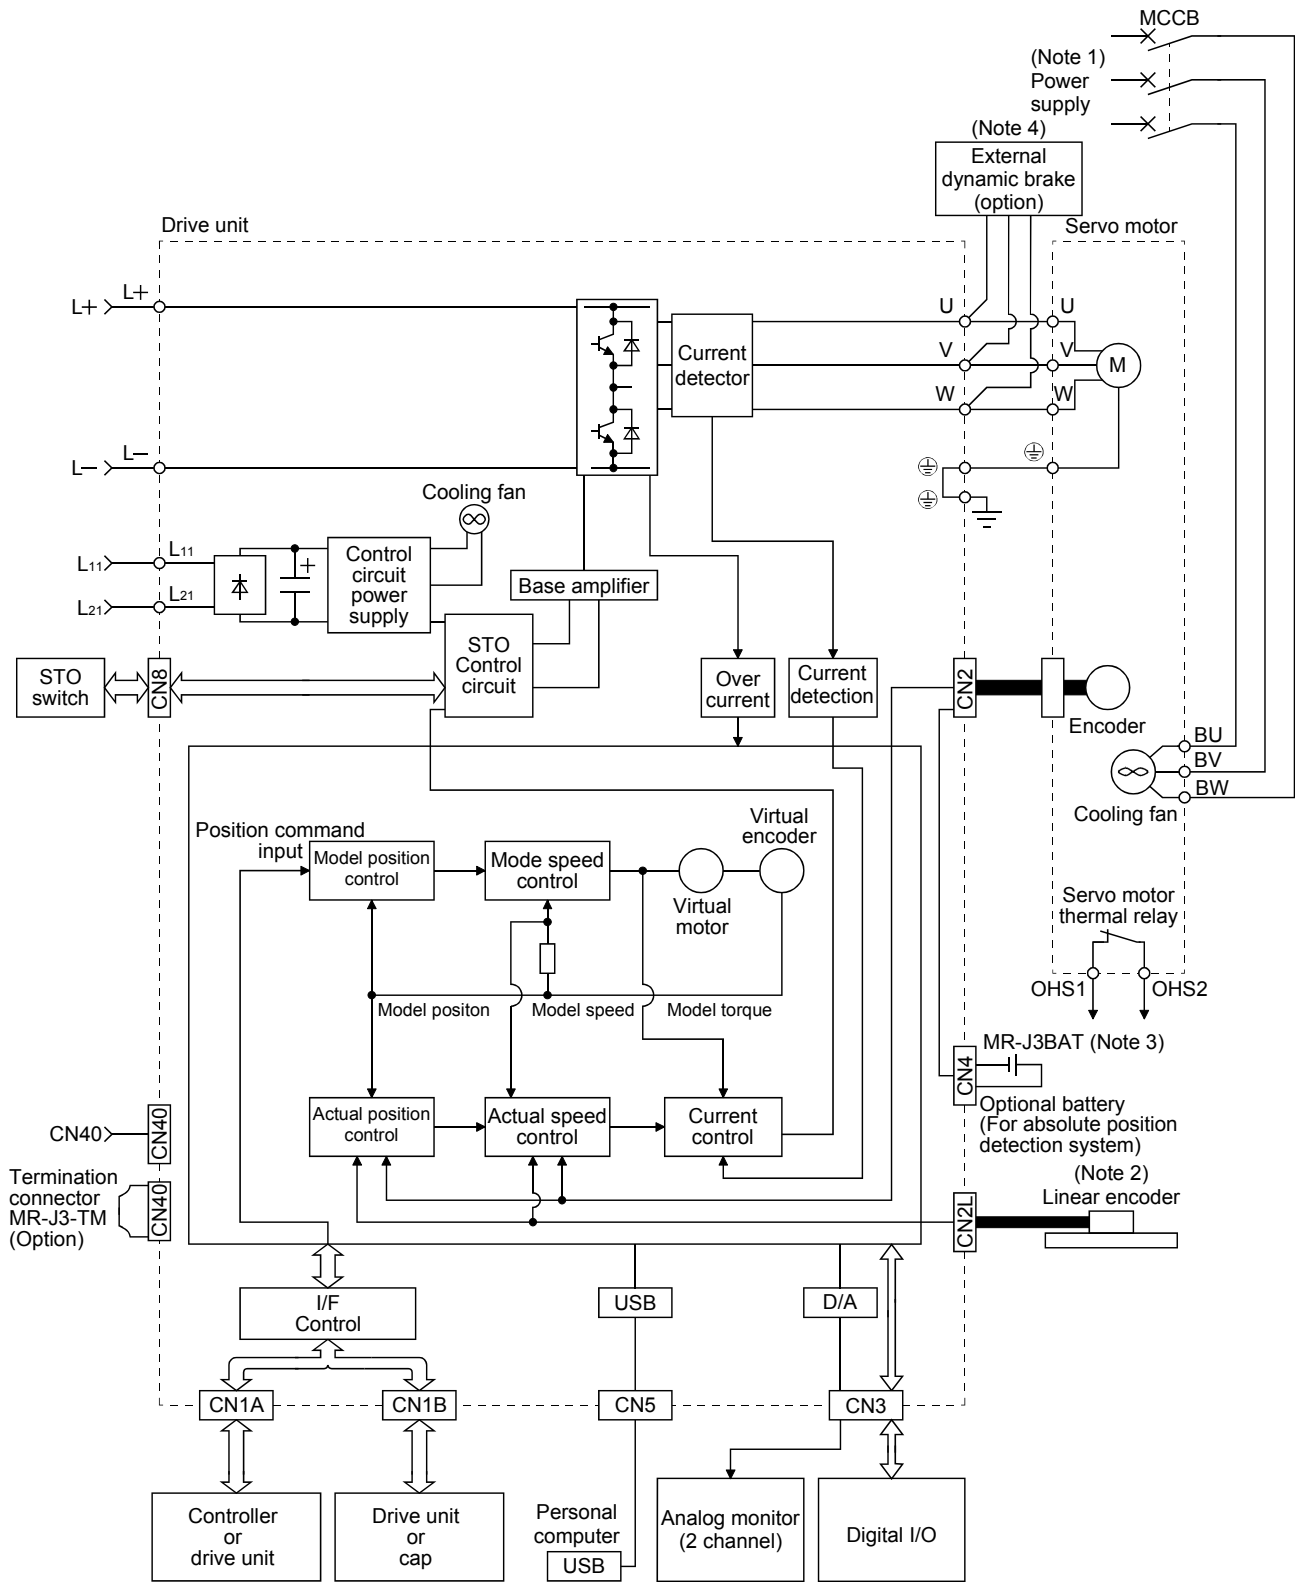 MCCB
(Note 1)
Power
supply
(Note 4)
External
dynamic brake
(option)
Drive unit
Servo motor
L+
L+
U
U
V
V
W
W
Current
detector
M
L−
L−
Cooling fan
L11
L11
L21
L21
Control
circuit
power
supply
Base amplifier
STO
switch
CN8
STO
Control
circuit
Over
current
Current
detection
CN2
Encoder
BU
BV
BW
Cooling fan
Position command
input
Model position
control
Mode speed
control
Virtual
motor
Virtual
encoder
Servo motor
thermal relay
OHS1
OHS2
Model positon
Model speed
Model torque
MR-J3BAT (Note 3)
CN4
Optional battery
(For absolute position
detection system)
Actual position
control
Actual speed
control
Current
control
CN40
CN40
Termination
connector
MR-J3-TM
(Option)
CN40
(Note 2)
Linear encoder
CN2L
I/F
Control
USB
D/A
CN1A
CN1B
CN5
CN3
Controller
or
drive unit
Drive unit
or
cap
Personal
computer
USB
Analog monitor
(2 channel)
Digital I/O